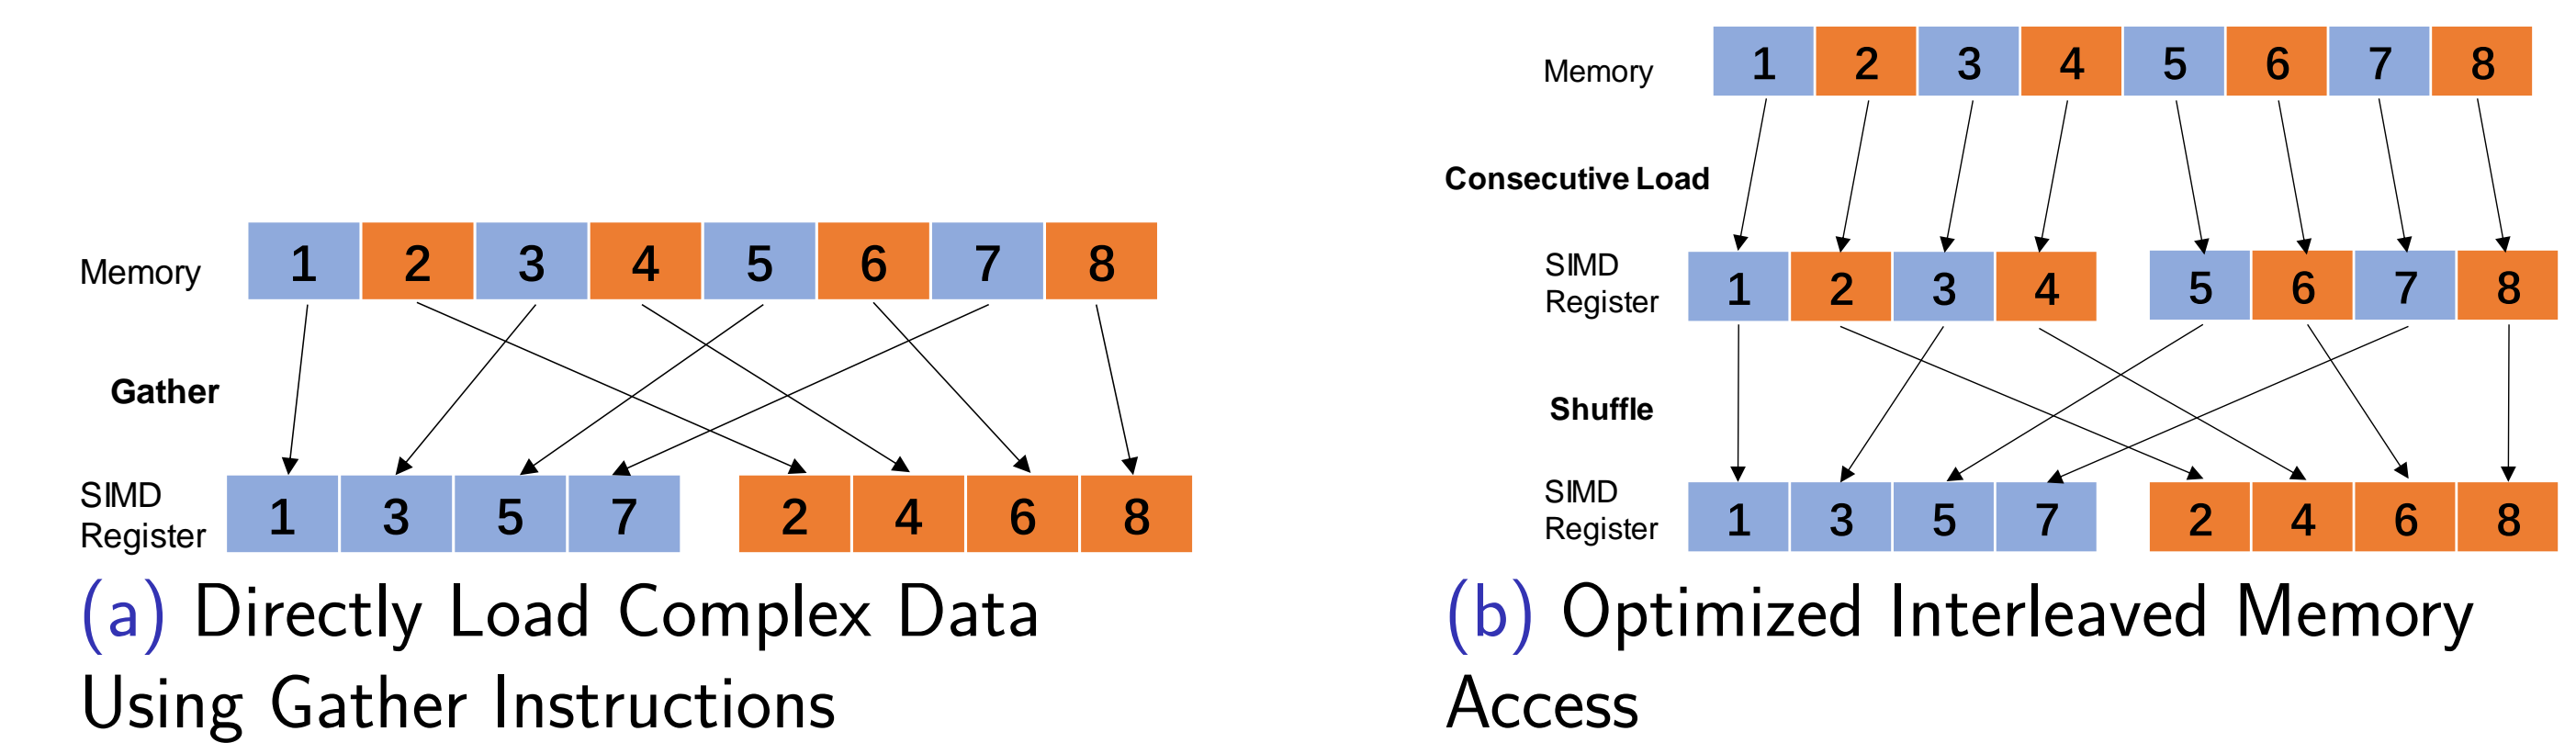 Memory 1 2 3 4 5 6 7 8
Gather
SIMD
Register 1 3 5 7 2 4 6 8
(a) Directly Load Complex Data
Using Gather Instructions
Memory 1 2 3 4 5 6 7 8
Consecutive Load
SIMD
Register 1 2 3 4 5 6 7 8
Shuffle
SIMD
Register 1 3 5 7 2 4 6 8
(b) Optimized Interleaved Memory
Access